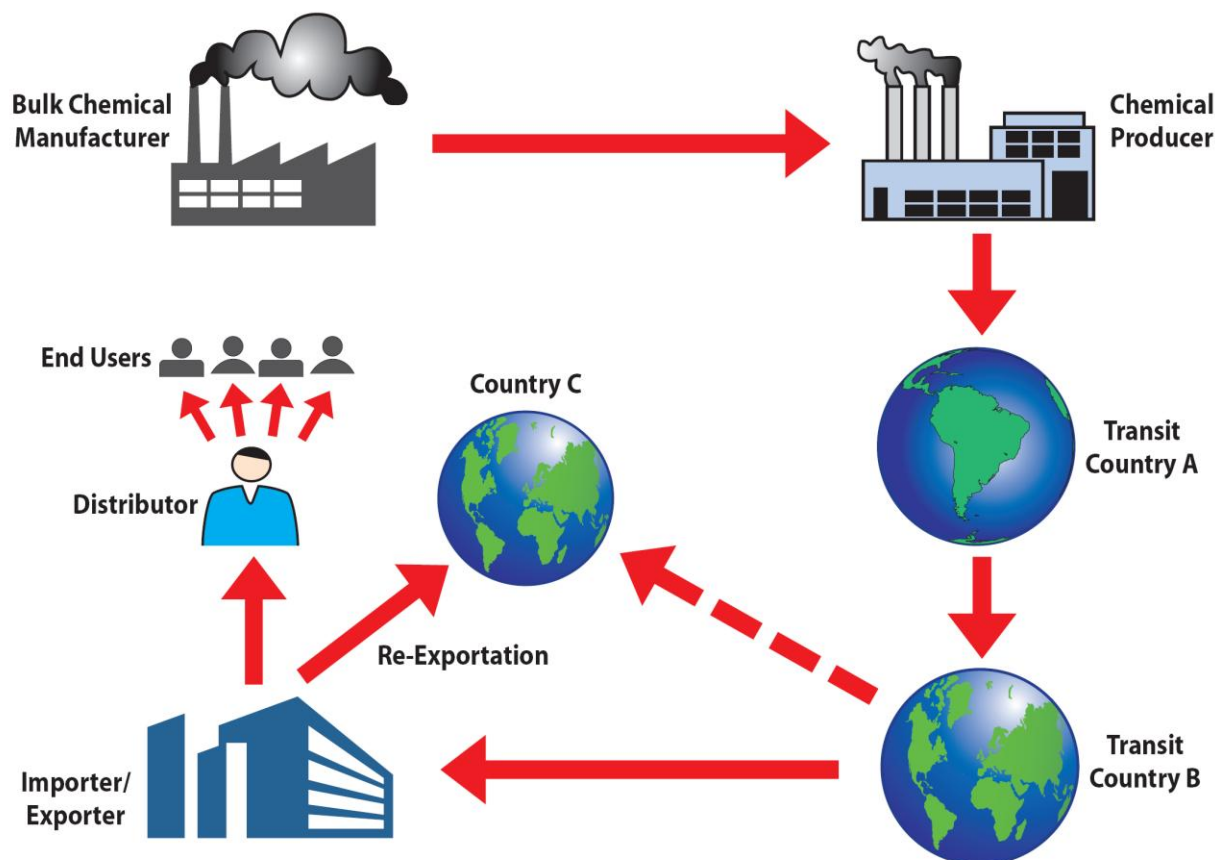 Bulk Chemical
Manufacturer
Chemical
Producer
End Users
Country C
Transit
Country A
Distributor
Re-Exportation
Importer/
Exporter
Transit
Country B